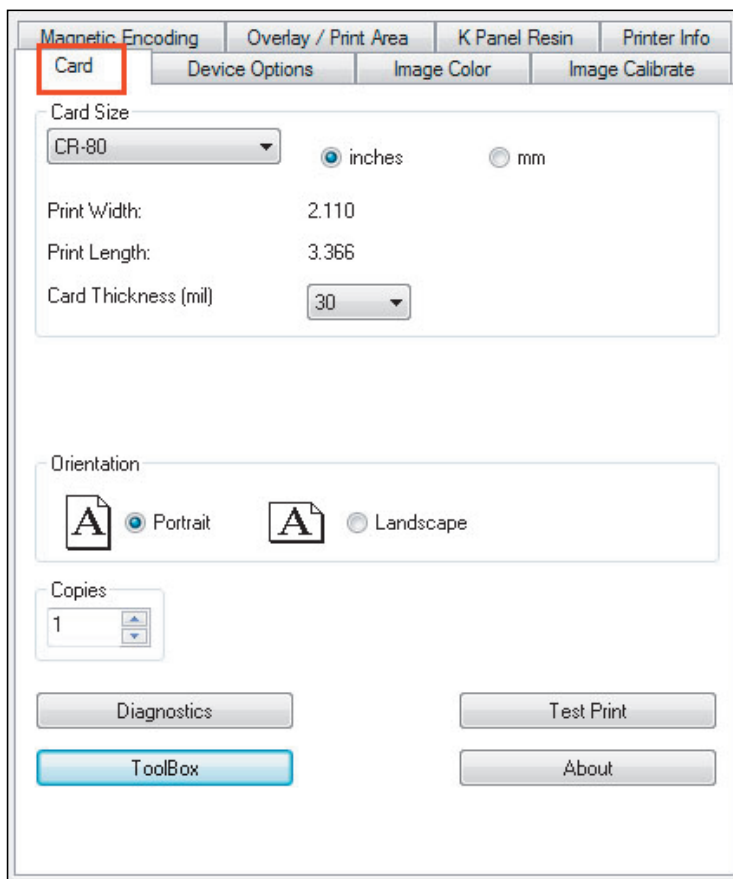 Magnetic Encoding Overlay / Print Area K Panel Resin Printer Info
Card Device Options Image Color Image Calibrate
Card Size
CR-80 inches mm
Print Width: 2.110
Print Length: 3.366
Card Thickness (mil) 30
Orientation
A Portrait A Landscape
Copies
1
Diagnostics Test Print
ToolBox About